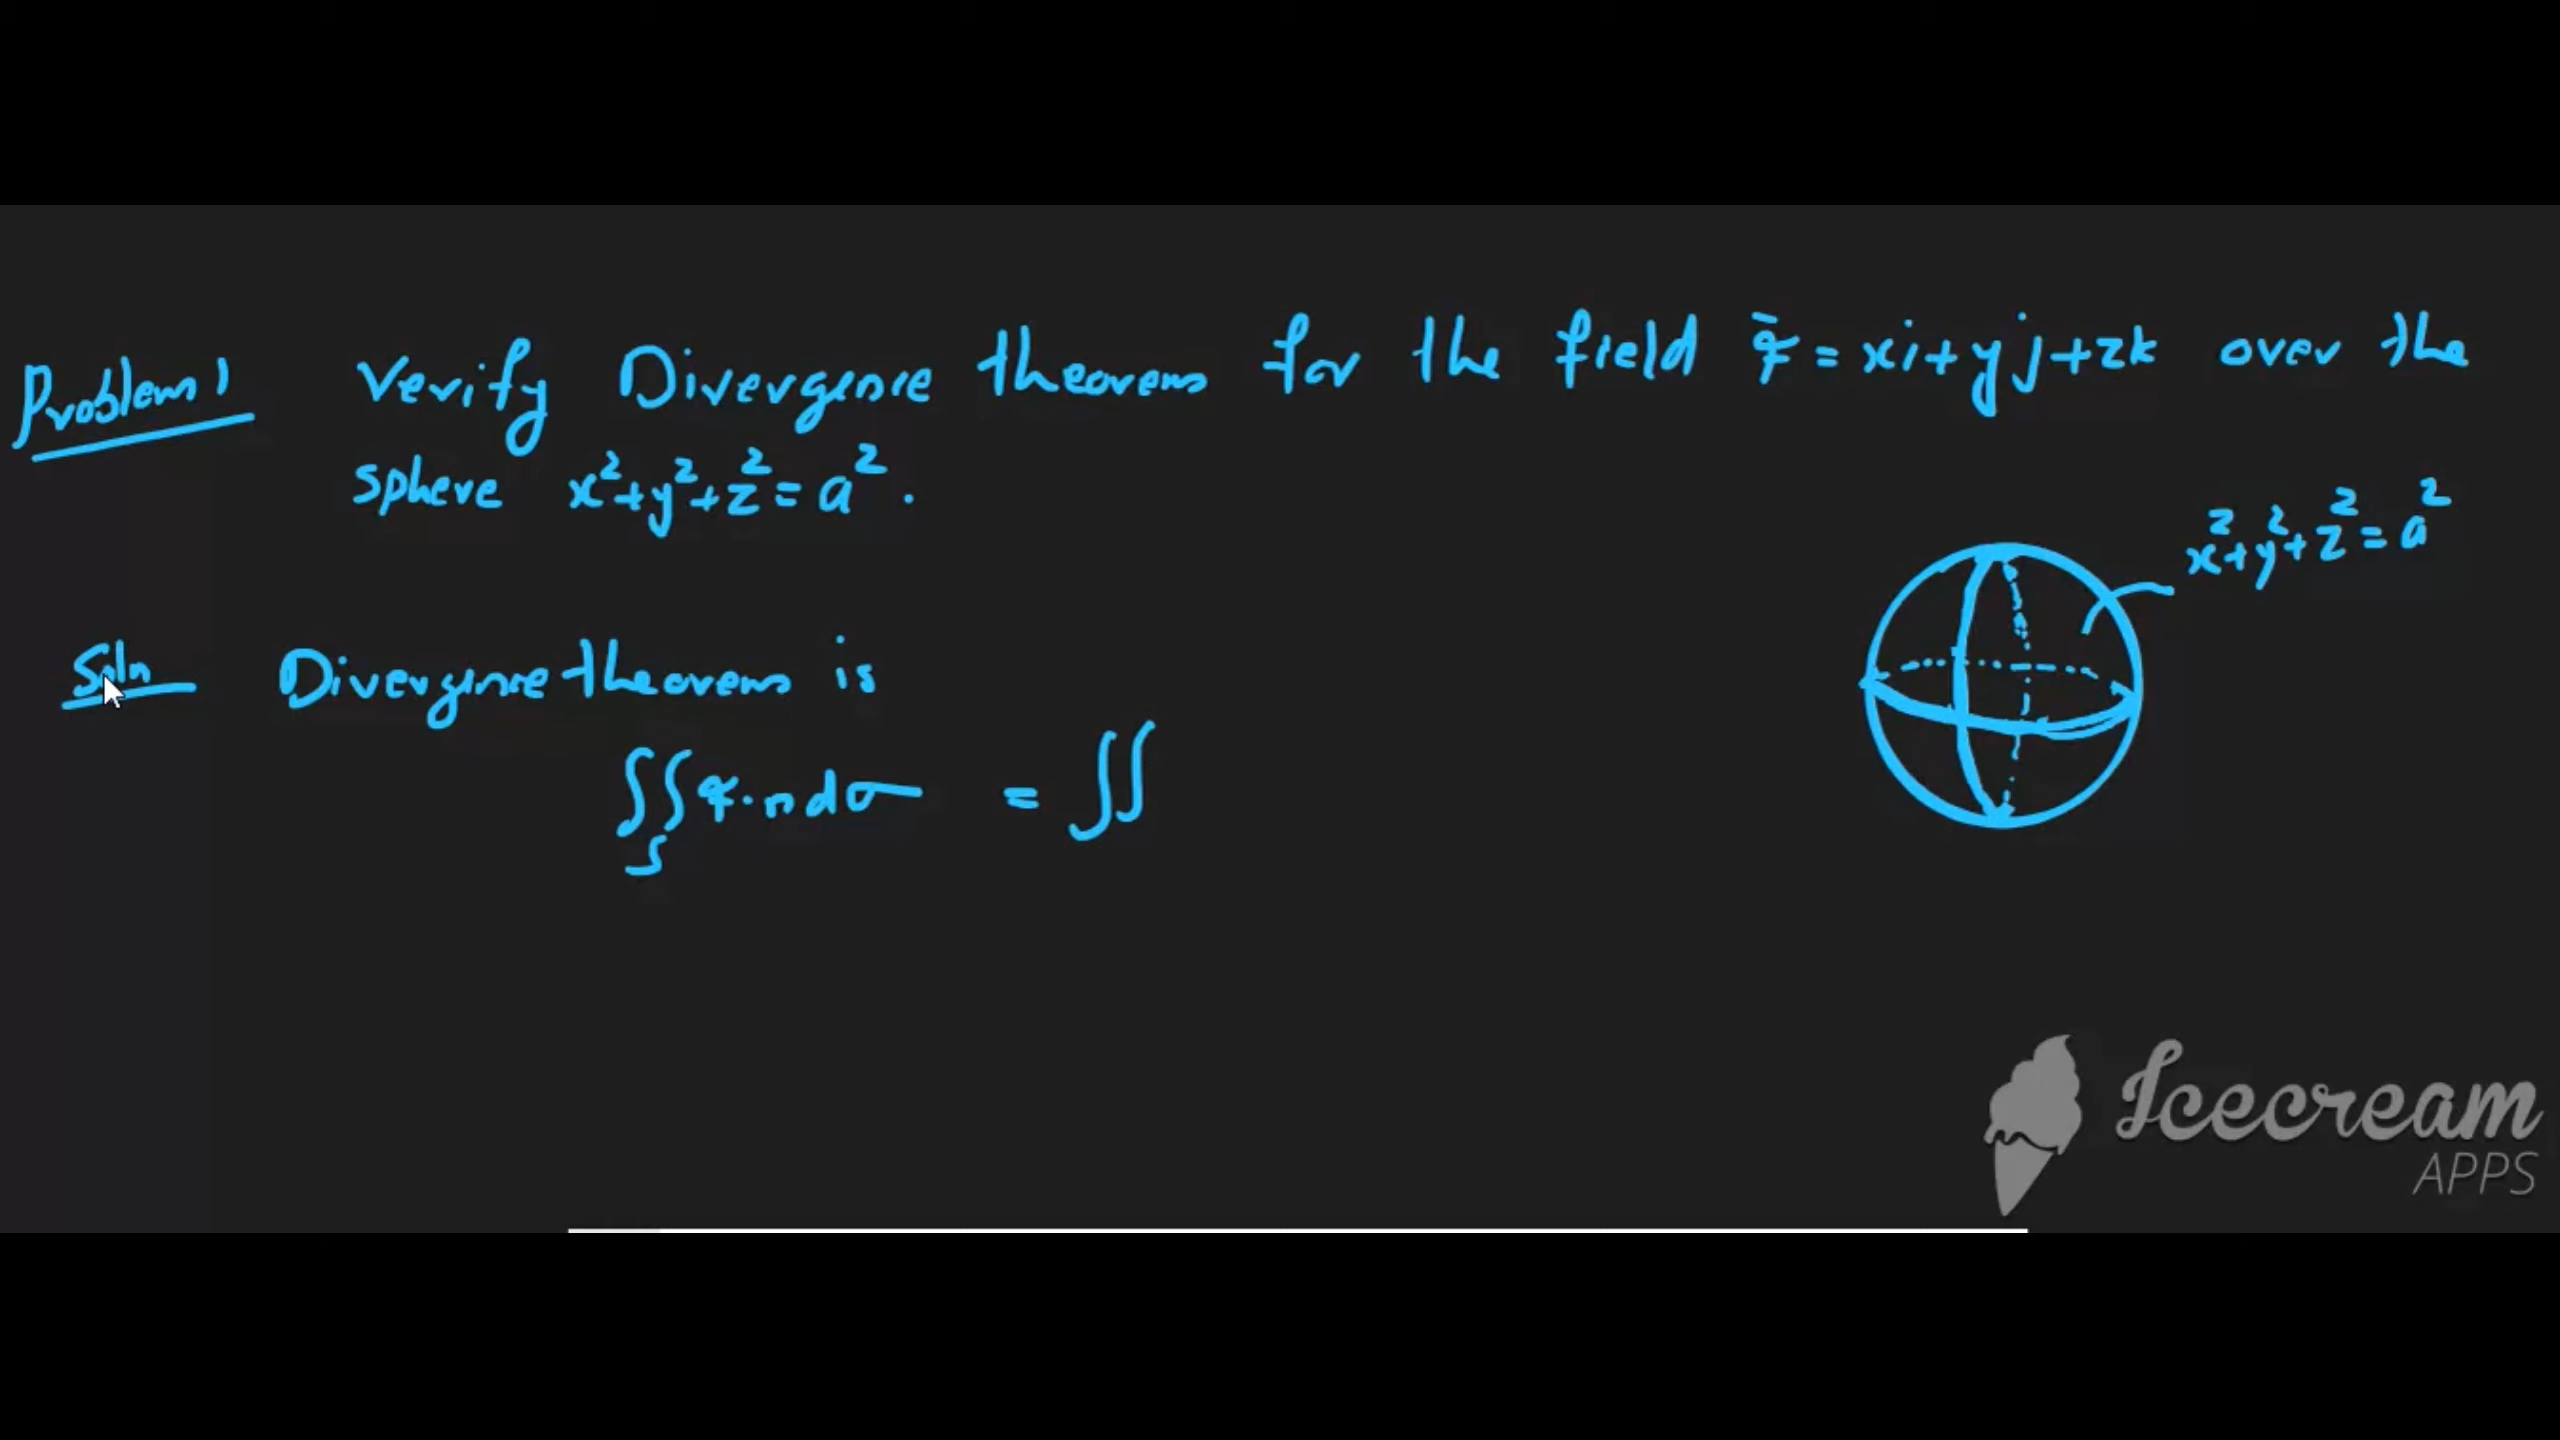 Problem 1 Verify Divergence theorem for the field F̄ = xi + yj + zk over the
sphere x² + y² + z² = a².
x² + y² + z² = a²
Soln Divergence theorem is
∬ F · n dσ = ∬
S
Icecream
APPS